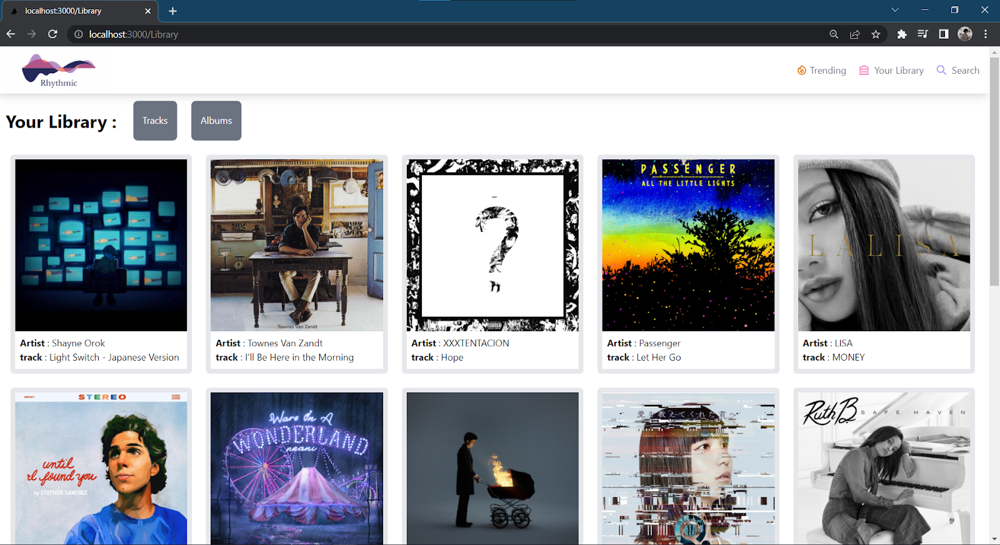 localhost:3000/Library
localhost:3000/Library
Rhythmic
Trending
Your Library
Search
Your Library :
Tracks
Albums
Townes Van Zandt
PASSENGER
ALL THE LITTLE LIGHTS
LALISA
Artist : Shayne Orok
track : Light Switch - Japanese Version
Artist : Townes Van Zandt
track : I'll Be Here in the Morning
Artist : XXXTENTACION
track : Hope
Artist : Passenger
track : Let Her Go
Artist : LISA
track : MONEY
STEREO
until
I found you
by STEPHEN SANCHEZ
Wars In A
WONDERLAND
neoni
愛を教えてくれた君へ
Ruth B.
SAFE HAVEN